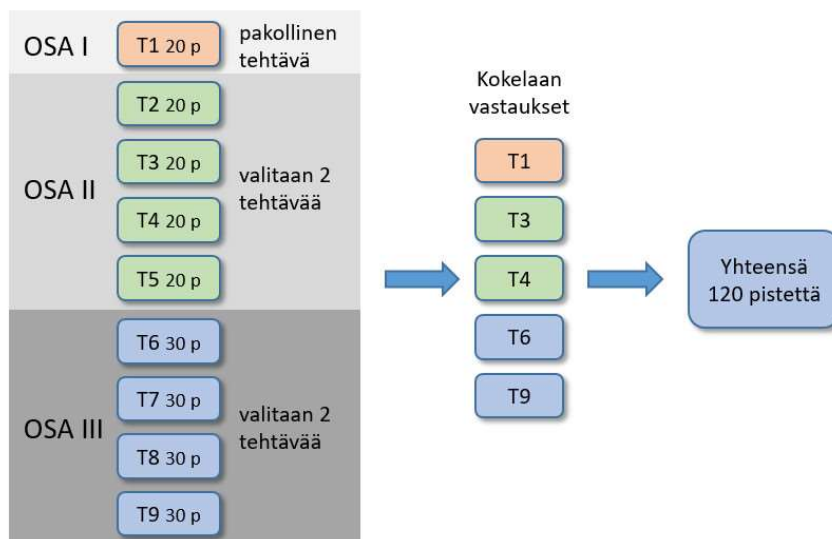 OSA I
T1 20 p
pakollinen
tehtävä
OSA II
T2 20 p
T3 20 p
T4 20 p
T5 20 p
valitaan 2
tehtävää
OSA III
T6 30 p
T7 30 p
T8 30 p
T9 30 p
valitaan 2
tehtävää
Kokelaan
vastaukset
T1
T3
T4
T6
T9
Yhteensä
120 pistettä